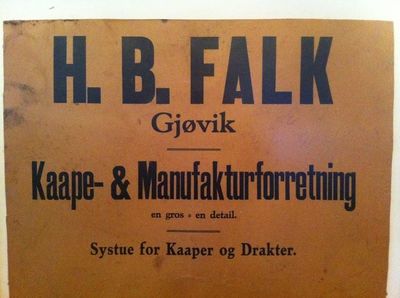 H. B. FALK
Gjøvik
Kaape- & Manufakturforretning
en gros - en detail.
Systue for Kaaper og Drakter.